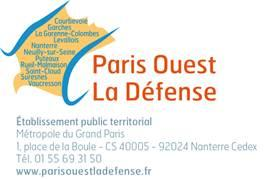 Courbevoie
Garches
La Garenne-Colombes
Levallois
Nanterre
Neuilly-sur-Seine
Puteaux
Rueil-Malmaison
Saint-Cloud
Suresnes
Vaucresson
Paris Ouest
La Défense
Établissement public territorial
Métropole du Grand Paris
1, place de la Boule - CS 40005 - 92024 Nanterre Cedex
Tél. 01 55 69 31 50
www.parisouestladefense.fr